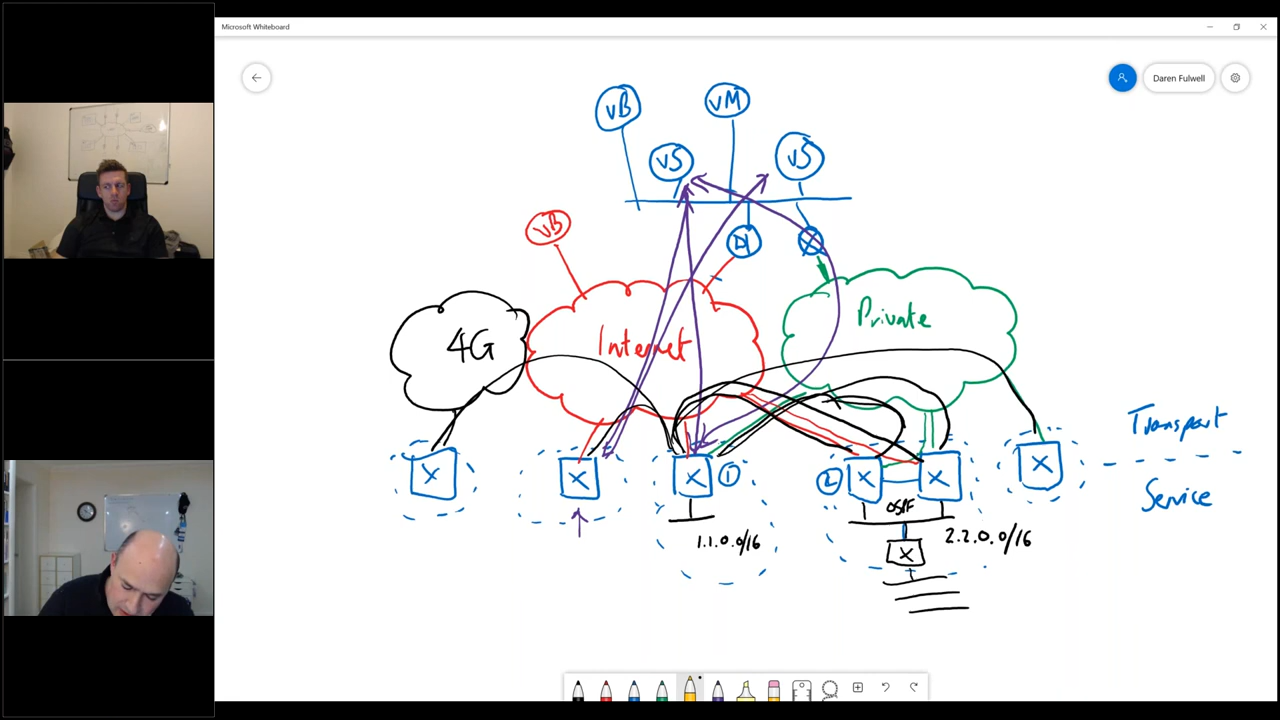 Microsoft Whiteboard
Daren Fulwell
vB
vM
vS
vS
vB
Private
4G
Internet
Transport
X
X
X
1
2
X
X
X
Service
OSPF
1.1.0.0/16
2.2.0.0/16
X